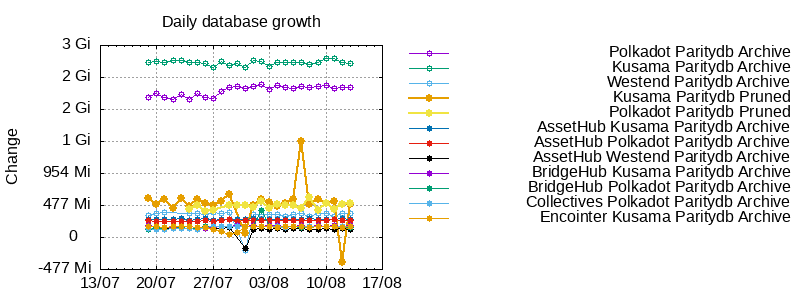 Daily database growth
Change
3 Gi
2 Gi
2 Gi
1 Gi
954 Mi
477 Mi
0
-477 Mi
13/07 20/07 27/07 03/08 10/08 17/08
Polkadot Paritydb Archive
Kusama Paritydb Archive
Westend Paritydb Archive
Kusama Paritydb Pruned
Polkadot Paritydb Pruned
AssetHub Kusama Paritydb Archive
AssetHub Polkadot Paritydb Archive
AssetHub Westend Paritydb Archive
BridgeHub Kusama Paritydb Archive
BridgeHub Polkadot Paritydb Archive
Collectives Polkadot Paritydb Archive
Encointer Kusama Paritydb Archive